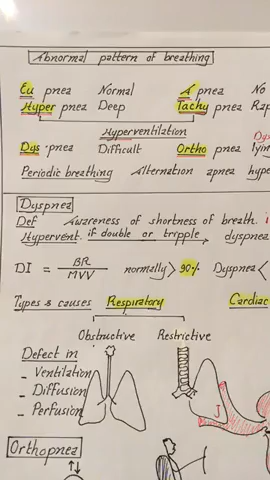 Abnormal pattern of breathing
Eu pnea Normal A pnea No
Hyper pnea Deep Tachy pnea Rap
Hyperventilation Dys
Dys. pnea Difficult Ortho pnea lyin
Periodic breathing Alternation apnea hype
Dyspnea
Def Awareness of shortness of breath.
Hypervent. if double or tripple, dyspnea
DI = BR/MVV normally > 90% Dyspnea <
Types & causes Respiratory Cardiac
Obstructive Restrictive
Defect in
- Ventilation
- Diffusion
- Perfusion
Orthopnea